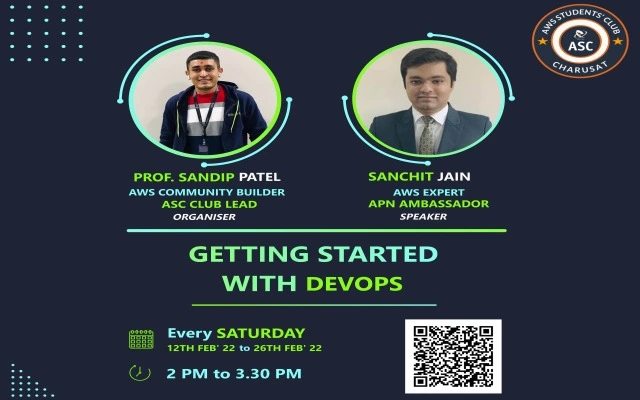 AWS STUDENTS' CLUB
ASC
CHARUSAT
PROF. SANDIP PATEL
AWS COMMUNITY BUILDER
ASC CLUB LEAD
ORGANISER
SANCHIT JAIN
AWS EXPERT
APN AMBASSADOR
SPEAKER
GETTING STARTED
WITH DEVOPS
Every SATURDAY
12TH FEB' 22 to 26TH FEB' 22
2 PM to 3.30 PM